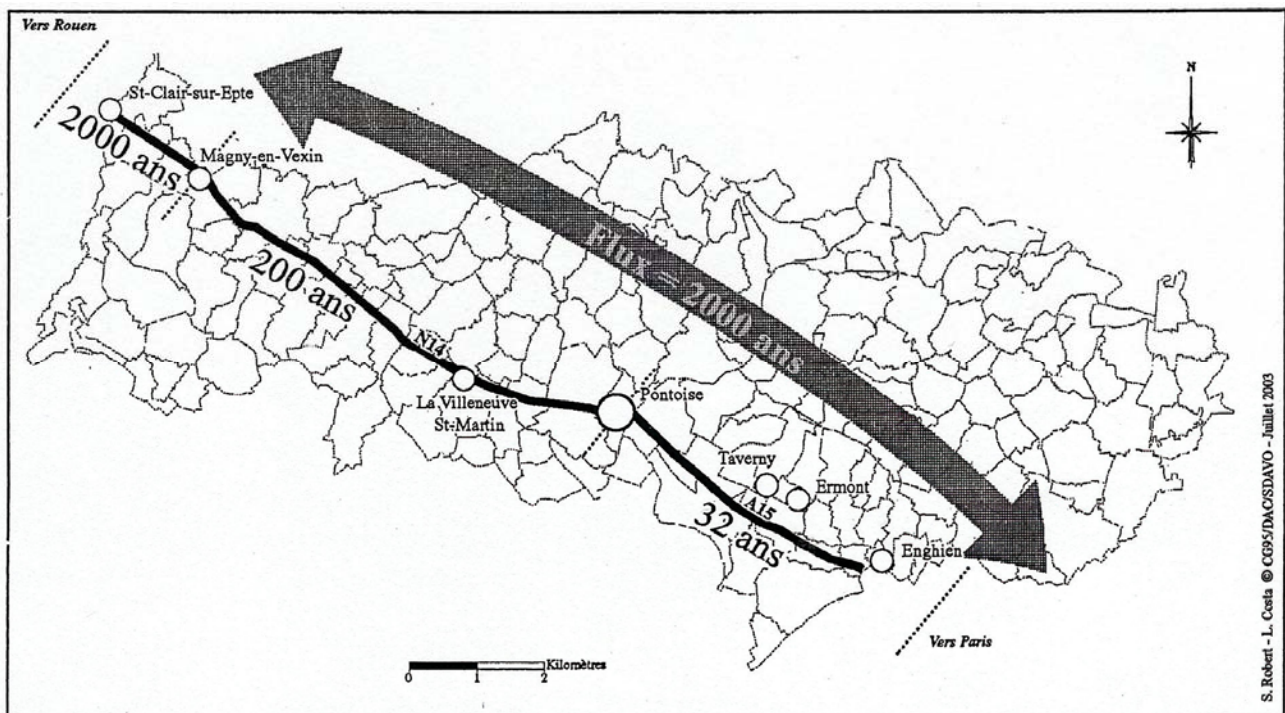 Vers Rouen
N
St-Clair-sur-Epte
2000 ans
Magny-en-Vexin
200 ans
Flux = 2000 ans
N14
La Villeneuve
St-Martin
Pontoise
Taverny
Ermont
A15
32 ans
Enghien
Vers Paris
Kilomètres
0 1 2
S. Robert - L. Costa © CG95/DAC/SDAVO - Juillet 2003